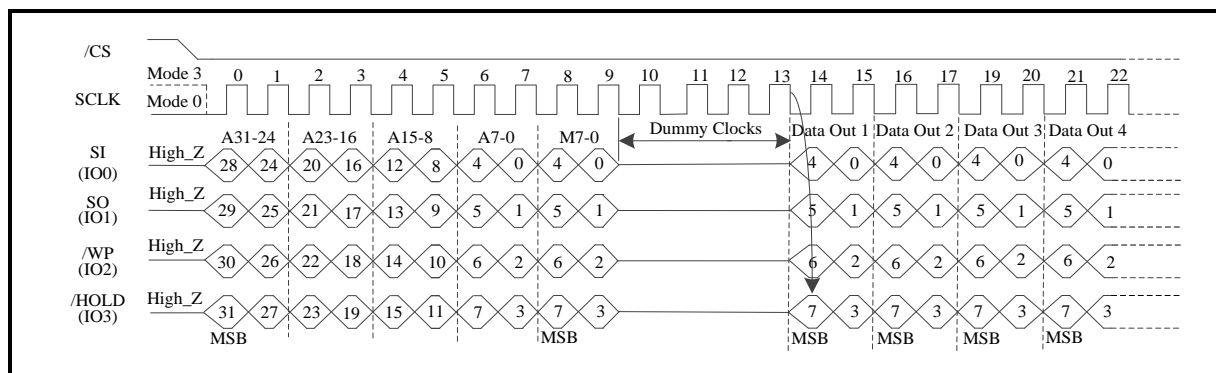 /CS
Mode 3 0 1 2 3 4 5 6 7 8 9 10 11 12 13 14 15 16 17 19 20 21 22
SCLK Mode 0
A31-24 A23-16 A15-8 A7-0 M7-0 Dummy Clocks Data Out 1 Data Out 2 Data Out 3 Data Out 4
SI (IO0) High_Z 28 24 20 16 12 8 4 0 4 0 4 0 4 0 4 0 4 0
SO (IO1) High_Z 29 25 21 17 13 9 5 1 5 1 5 1 5 1 5 1 5 1
/WP (IO2) High_Z 30 26 22 18 14 10 6 2 6 2 6 2 6 2 6 2 6 2
/HOLD (IO3) High_Z 31 27 23 19 15 11 7 3 7 3 7 3 7 3 7 3 7 3
MSB MSB MSB MSB MSB MSB